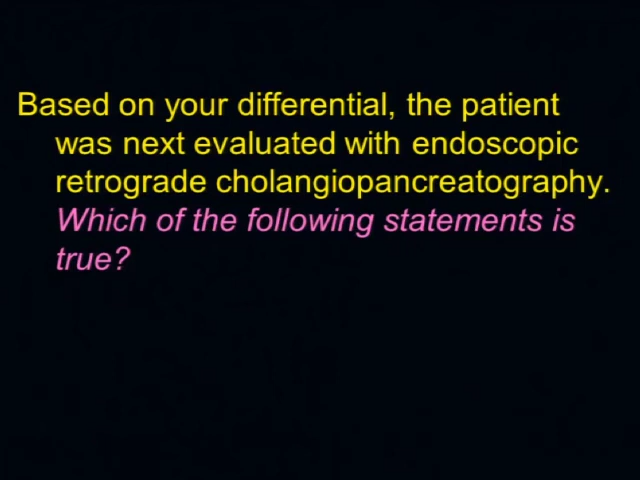 Based on your differential, the patient
was next evaluated with endoscopic
retrograde cholangiopancreatography.
Which of the following statements is
true?